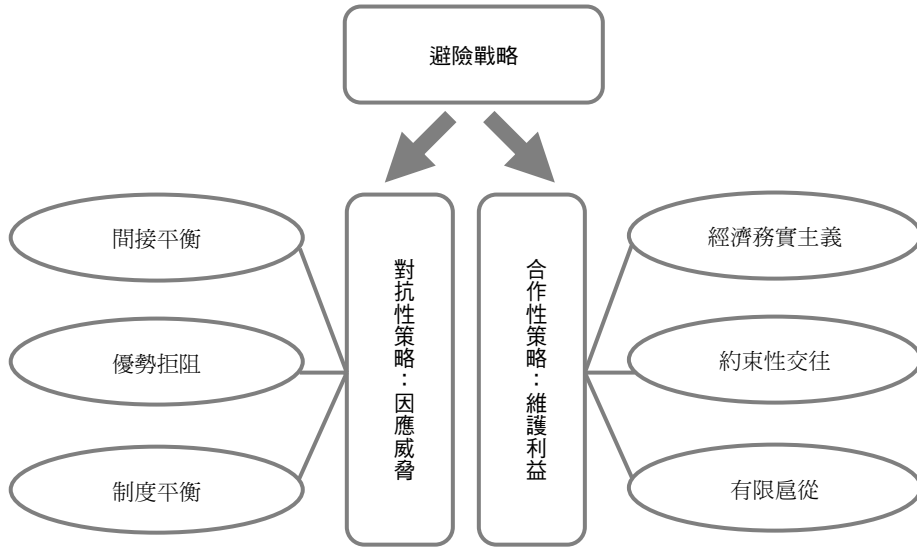 避險戰略
間接平衡
優勢拒阻
制度平衡
對抗性策略：因應威脅
合作性策略：維護利益
經濟務實主義
約束性交往
有限扈從